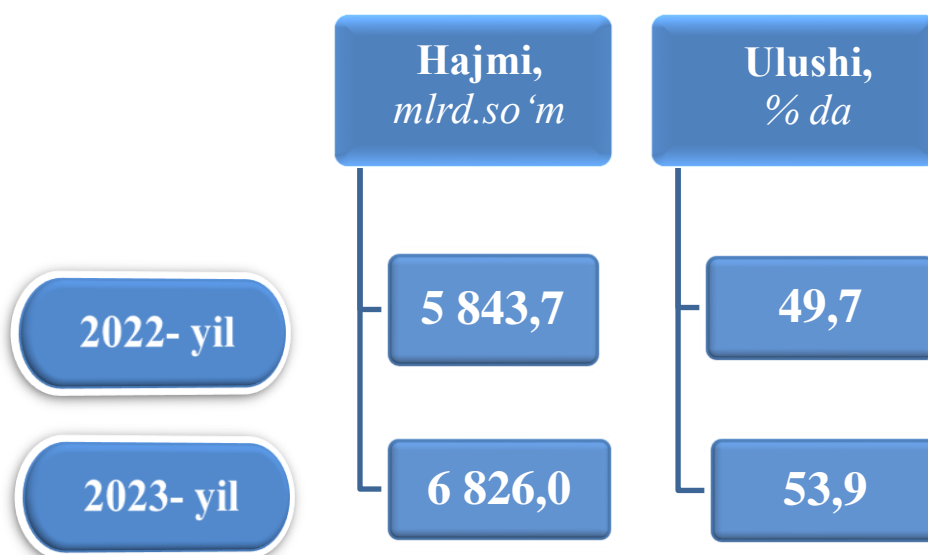 Hajmi,
mlrd.so‘m
Ulushi,
% da
2022- yil
5 843,7
49,7
2023- yil
6 826,0
53,9